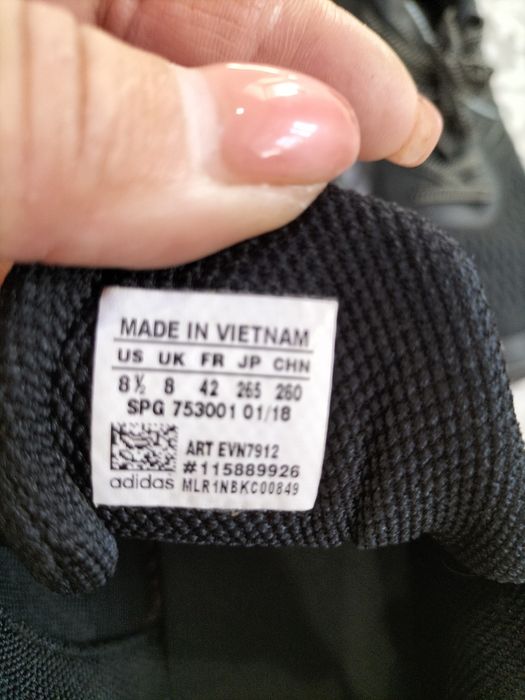 MADE IN VIETNAM
US UK FR JP CHN
8½ 8 42 265 260
SPG 753001 01/18
ART EVN7912
#115889926
adidas MLR1NBKC00849